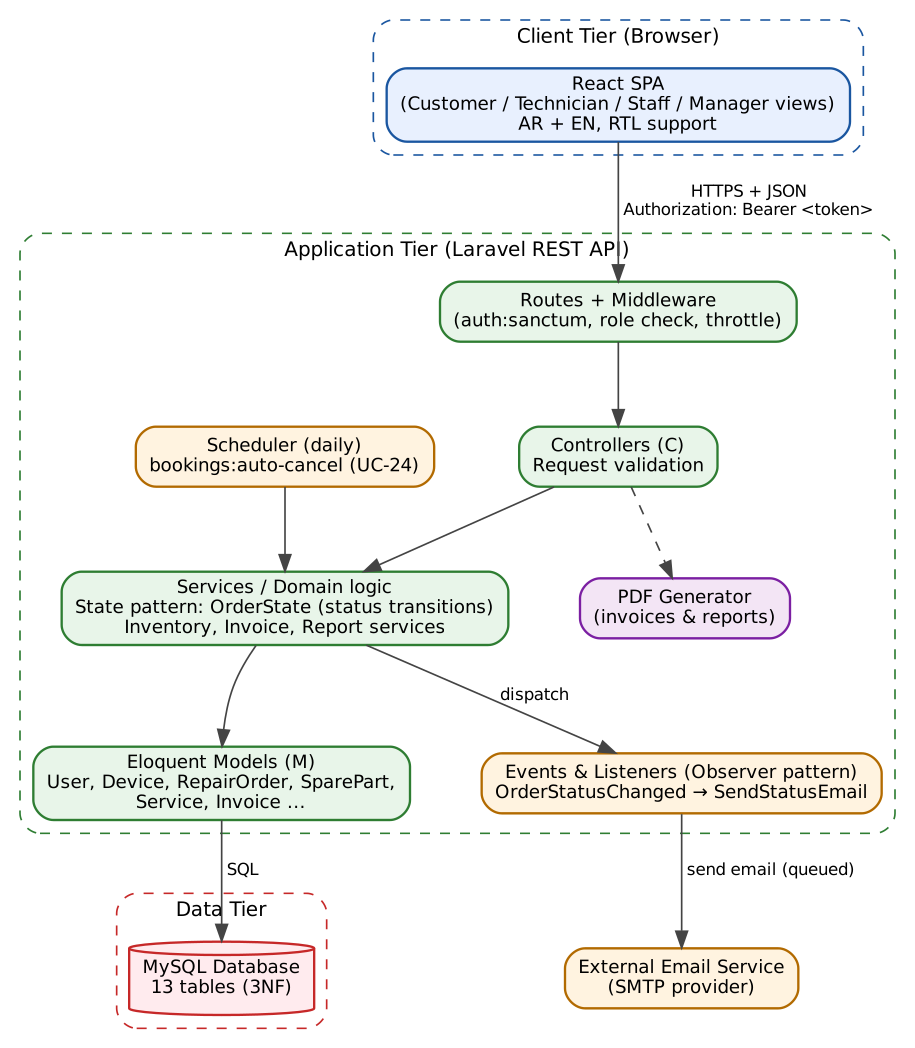 Client Tier (Browser)
React SPA
(Customer / Technician / Staff / Manager views)
AR + EN, RTL support
HTTPS + JSON
Authorization: Bearer <token>
Application Tier (Laravel REST API)
Routes + Middleware
(auth:sanctum, role check, throttle)
Scheduler (daily)
bookings:auto-cancel (UC-24)
Controllers (C)
Request validation
Services / Domain logic
State pattern: OrderState (status transitions)
Inventory, Invoice, Report services
PDF Generator
(invoices & reports)
dispatch
Eloquent Models (M)
User, Device, RepairOrder, SparePart,
Service, Invoice ...
Events & Listeners (Observer pattern)
OrderStatusChanged → SendStatusEmail
SQL
send email (queued)
Data Tier
MySQL Database
13 tables (3NF)
External Email Service
(SMTP provider)